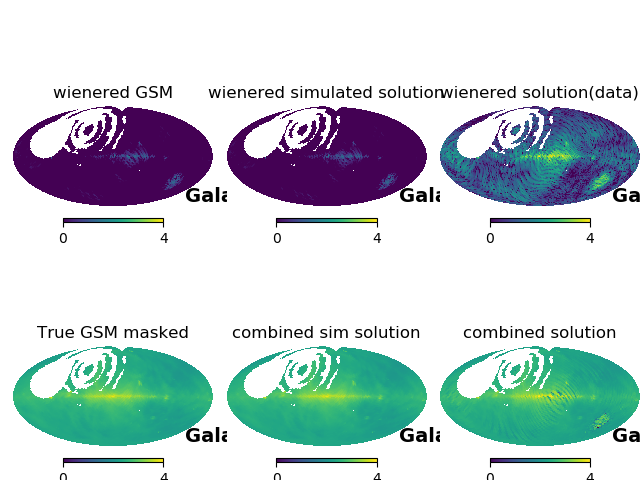 wienered GSM
wienered simulated solution
wienered solution(data)
Gala
Gala
Ga
0 4
0 4
0 4
True GSM masked
combined sim solution
combined solution
Gala
Gala
Ga
0 4
0 4
0 4